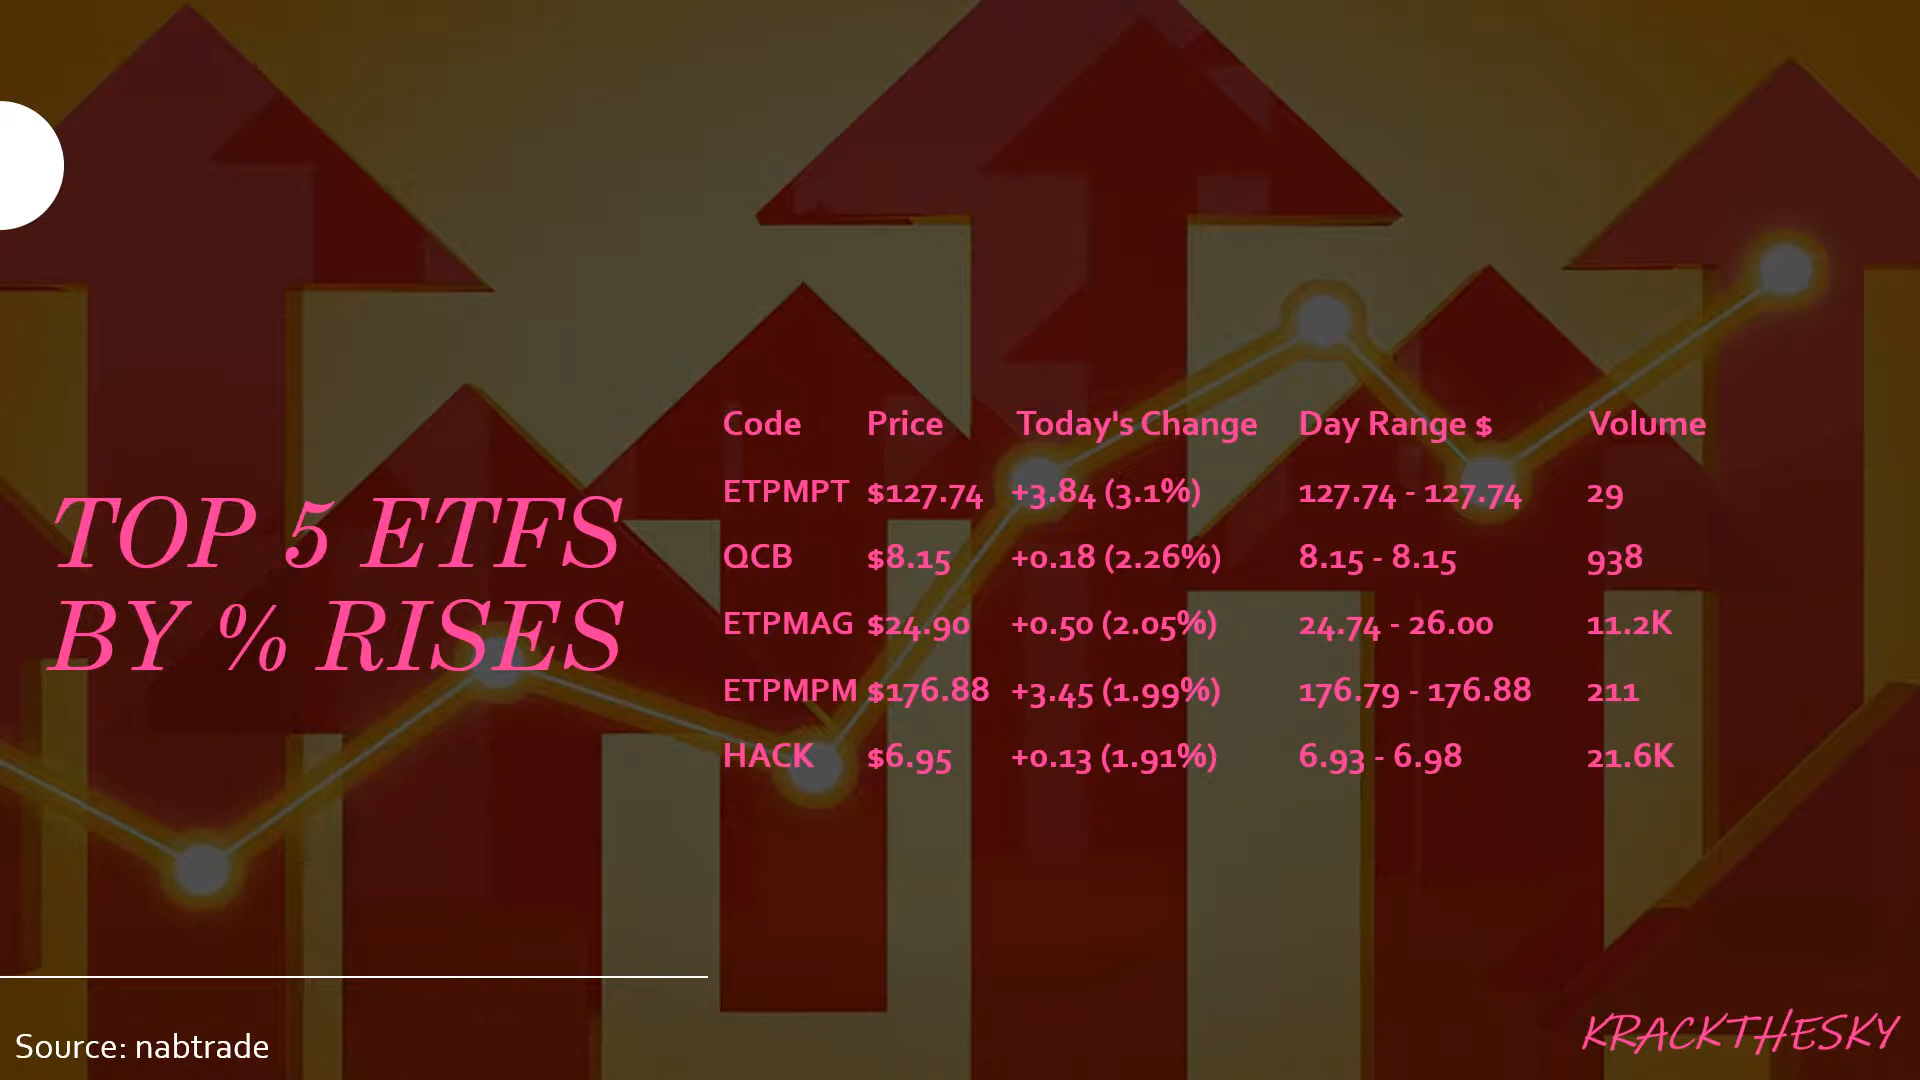 TOP 5 ETFS
BY % RISES
Code Price Today's Change Day Range $ Volume
ETPMPT $127.74 +3.84 (3.1%) 127.74 - 127.74 29
QCB $8.15 +0.18 (2.26%) 8.15 - 8.15 938
ETPMAG $24.90 +0.50 (2.05%) 24.74 - 26.00 11.2K
ETPMPM $176.88 +3.45 (1.99%) 176.79 - 176.88 211
HACK $6.95 +0.13 (1.91%) 6.93 - 6.98 21.6K
Source: nabtrade
KRACKTHESKY